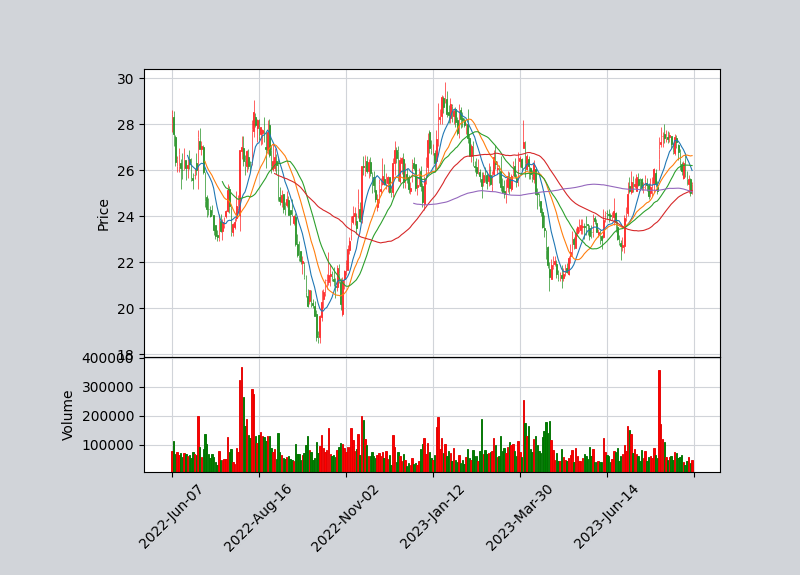 30
28
26
24
22
20
18
Price
400000
300000
200000
100000
Volume
2022-Jun-07
2022-Aug-16
2022-Nov-02
2023-Jan-12
2023-Mar-30
2023-Jun-14